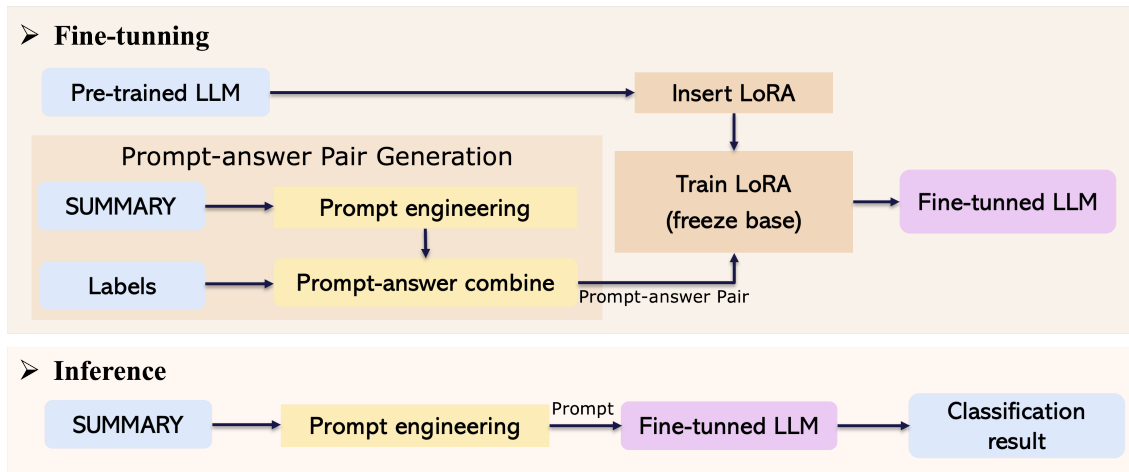 Fine-tunning
Pre-trained LLM
Insert LoRA
Prompt-answer Pair Generation
SUMMARY
Prompt engineering
Labels
Prompt-answer combine
Prompt-answer Pair
Train LoRA
(freeze base)
Fine-tunned LLM
Inference
SUMMARY
Prompt engineering
Prompt
Fine-tunned LLM
Classification
result